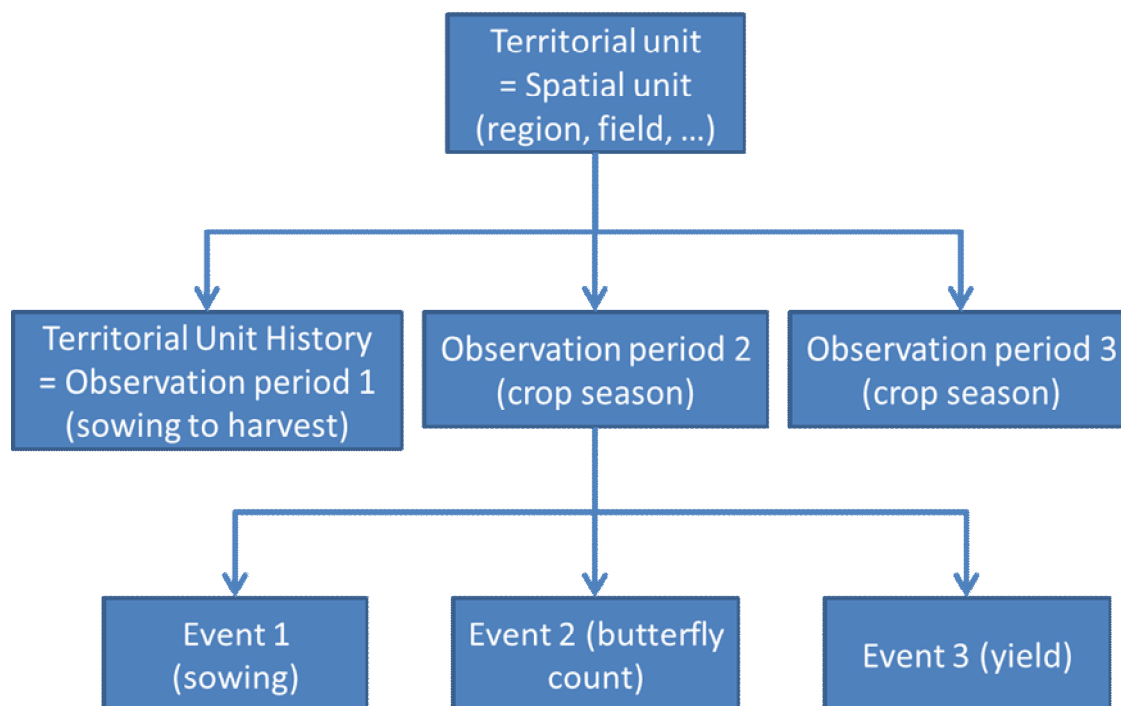 Territorial unit
= Spatial unit
(region, field, ...)
Territorial Unit History
= Observation period 1
(sowing to harvest)
Observation period 2
(crop season)
Observation period 3
(crop season)
Event 1
(sowing)
Event 2 (butterfly
count)
Event 3 (yield)